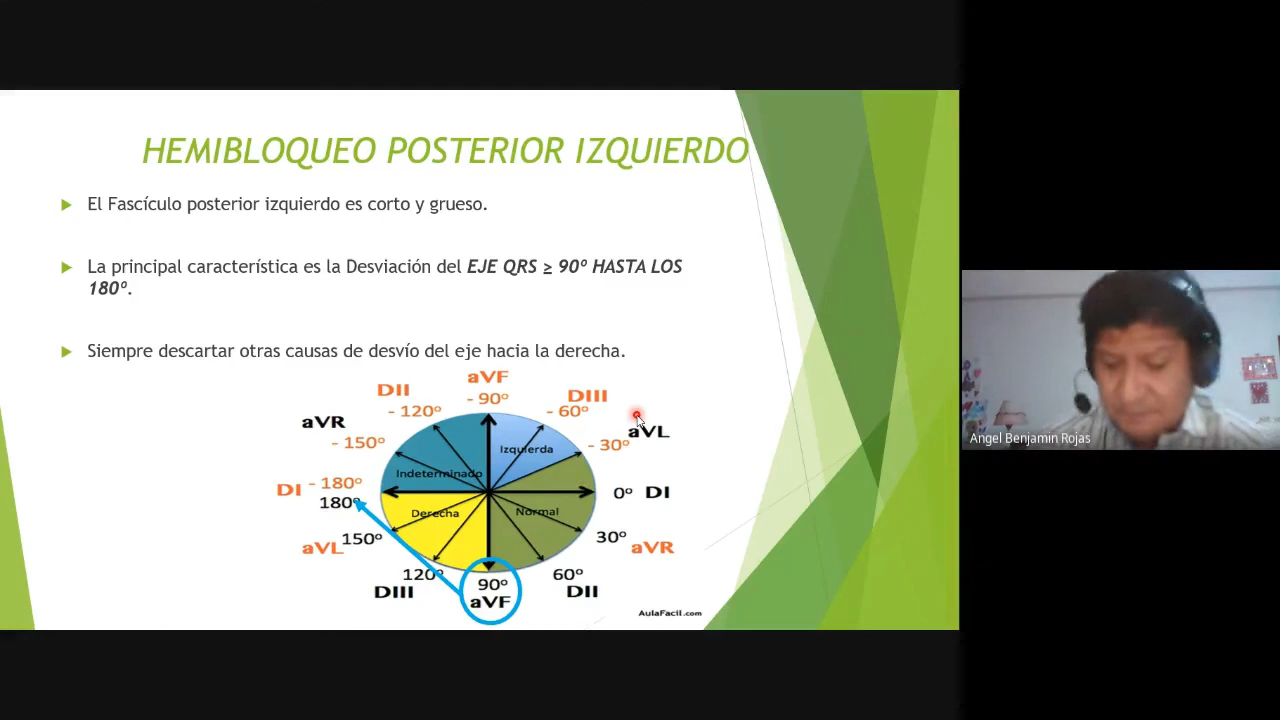 HEMIBLOQUEO POSTERIOR IZQUIERDO
El Fascículo posterior izquierdo es corto y grueso.
La principal característica es la Desviación del EJE QRS ≥ 90º HASTA LOS
180º.
Siempre descartar otras causas de desvío del eje hacia la derecha.
aVF
- 90º
DII
- 120º
DIII
- 60º
aVR
- 150º
aVL
- 30º
Izquierda
Indeterminado
DI - 180º
180º
0º DI
Derecha
Normal
aVL 150º
30º aVR
120º
DIII
60º
DII
90º
aVF
AulaFacil.com
Angel Benjamin Rojas